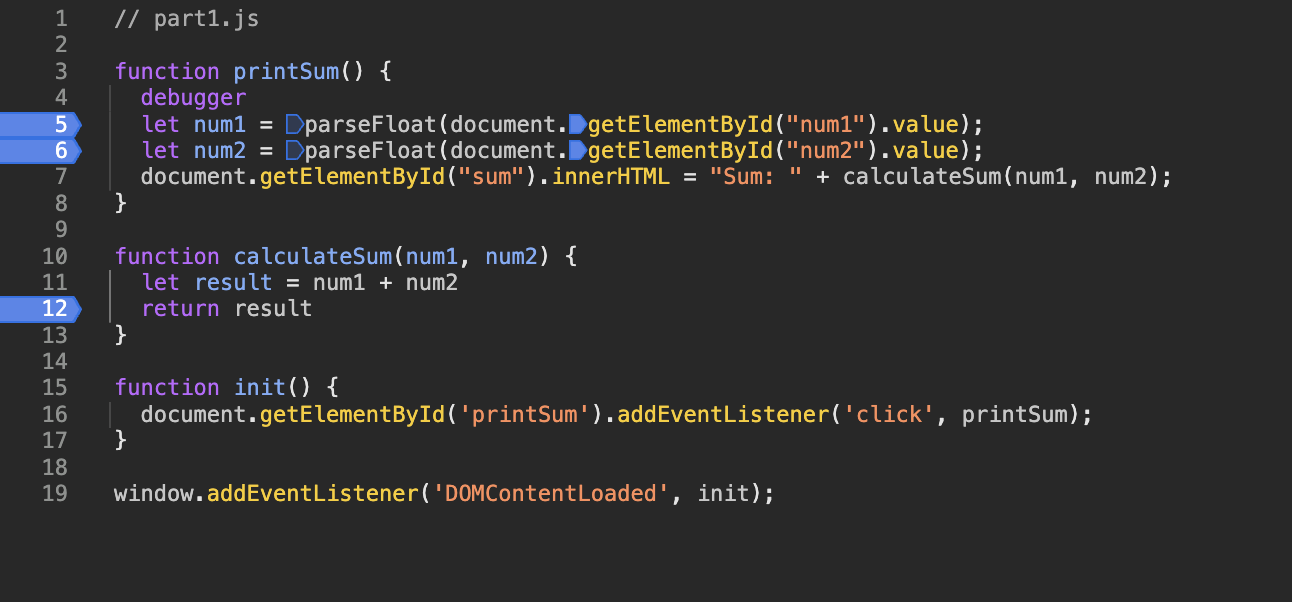 1 // part1.js
2
3 function printSum() {
4   debugger
5   let num1 = parseFloat(document.getElementById("num1").value);
6   let num2 = parseFloat(document.getElementById("num2").value);
7   document.getElementById("sum").innerHTML = "Sum: " + calculateSum(num1, num2);
8 }
9
10 function calculateSum(num1, num2) {
11   let result = num1 + num2
12   return result
13 }
14
15 function init() {
16   document.getElementById('printSum').addEventListener('click', printSum);
17 }
18
19 window.addEventListener('DOMContentLoaded', init);